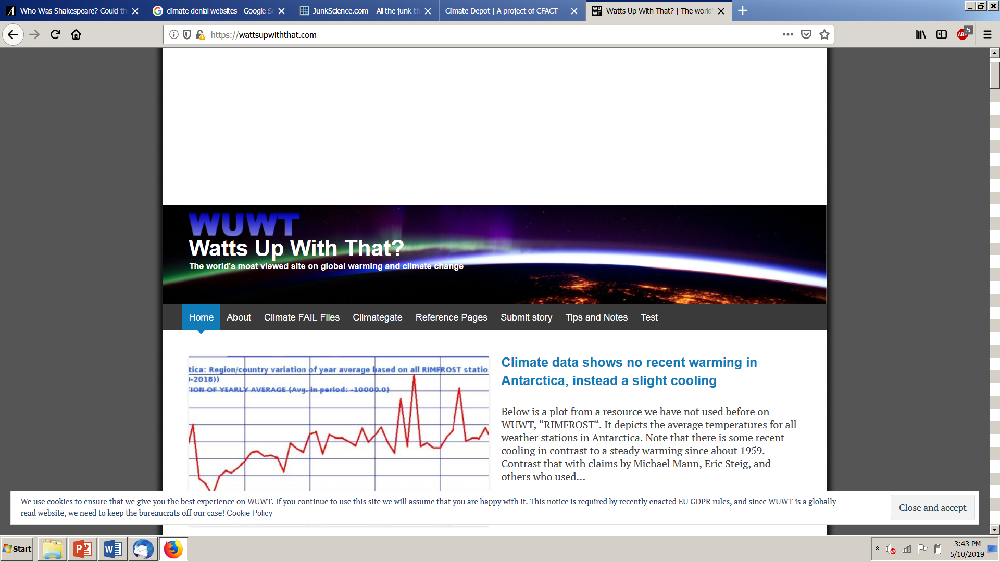 Who Was Shakespeare? Could th
climate denial websites - Google Se
JunkScience.com – All the junk th
Climate Depot | A project of CFACT
Watts Up With That? | The world'
https://wattsupwiththat.com
ABP
5
WUWT
Watts Up With That?
The world's most viewed site on global warming and climate change
Home
About
Climate FAIL Files
Climategate
Reference Pages
Submit story
Tips and Notes
Test
tica: Region/country variation of year average based on all RIMFROST statio
-2018))
ION OF YEARLY AVERAGE (Avg. in period: -10000.0)
Climate data shows no recent warming in
Antarctica, instead a slight cooling
Below is a plot from a resource we have not used before on
WUWT, “RIMFROST“. It depicts the average temperatures for all
weather stations in Antarctica. Note that there is some recent
cooling in contrast to a steady warming since about 1959.
Contrast that with claims by Michael Mann, Eric Steig, and
others who used…
We use cookies to ensure that we give you the best experience on WUWT. If you continue to use this site we will assume that you are happy with it. This notice is required by recently enacted EU GDPR rules, and since WUWT is a globally
read website, we need to keep the bureaucrats off our case! Cookie Policy
Close and accept
Start
3:43 PM
5/10/2019